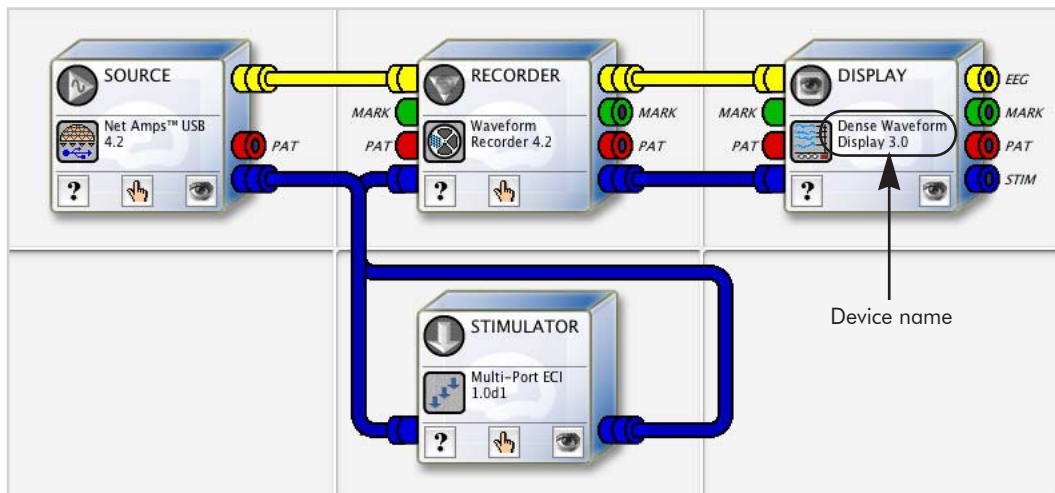 SOURCE
Net Amps™ USB
4.2
PAT
?
RECORDER
MARK
MARK
Waveform
Recorder 4.2
PAT
PAT
?
DISPLAY
EEG
MARK
MARK
Dense Waveform
Display 3.0
PAT
PAT
STIM
?
Device name
STIMULATOR
Multi-Port ECI
1.0d1
?